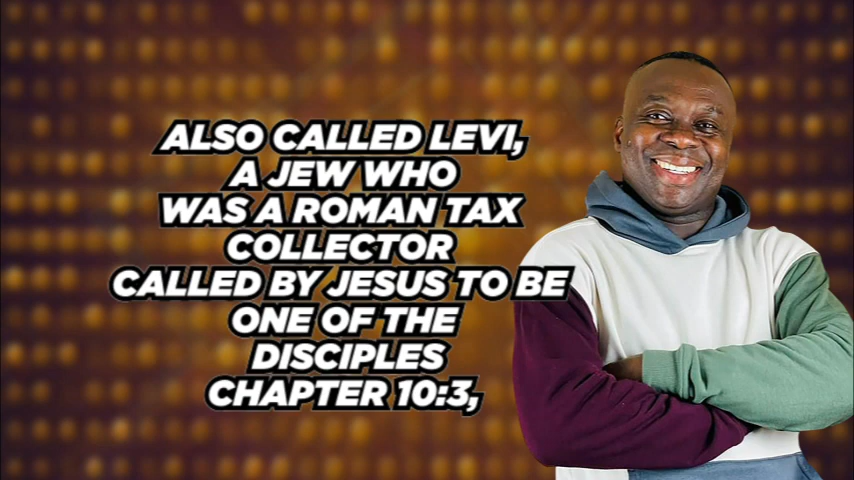 ALSO CALLED LEVI,
A JEW WHO
WAS A ROMAN TAX
COLLECTOR
CALLED BY JESUS TO BE
ONE OF THE
DISCIPLES
CHAPTER 10:3,